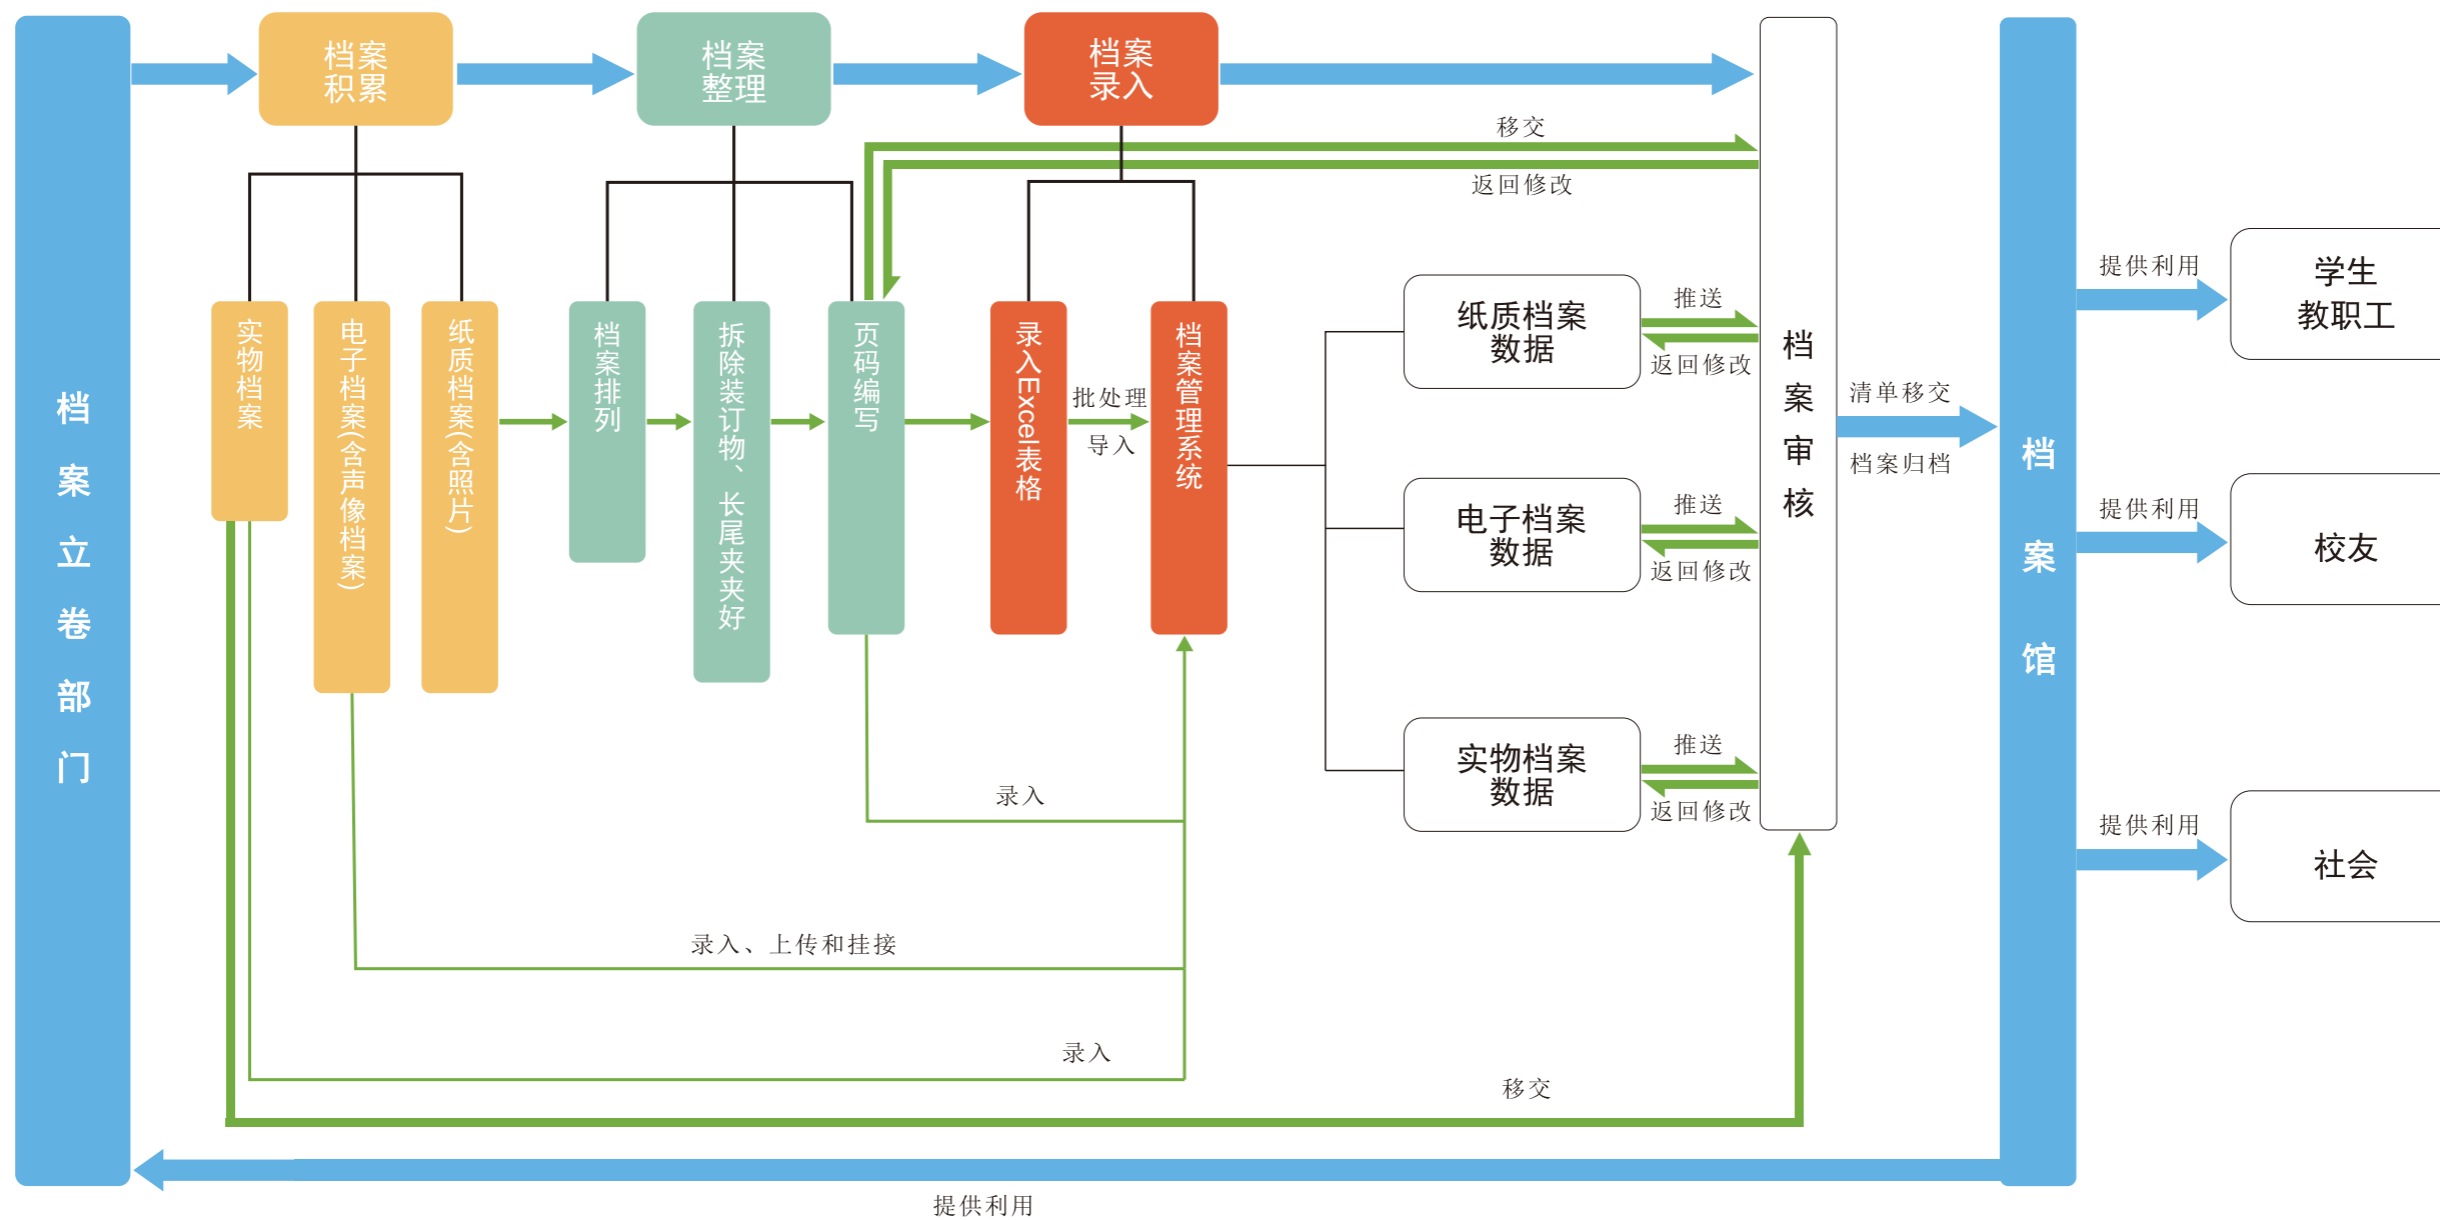 档案立卷部门
档案
积累
档案
整理
档案
录入
移交
返回修改
实物档案
电子档案(含声像档案)
纸质档案(含照片)
档案排列
拆除装订物、长尾夹夹好
页码编写
录入Excel表格
批处理
导入
档案管理系统
纸质档案
数据
推送
返回修改
电子档案
数据
推送
返回修改
实物档案
数据
推送
返回修改
档案审核
清单移交
档案归档
档案馆
提供利用
学生
教职工
提供利用
校友
提供利用
社会
录入
录入、上传和挂接
录入
移交
提供利用